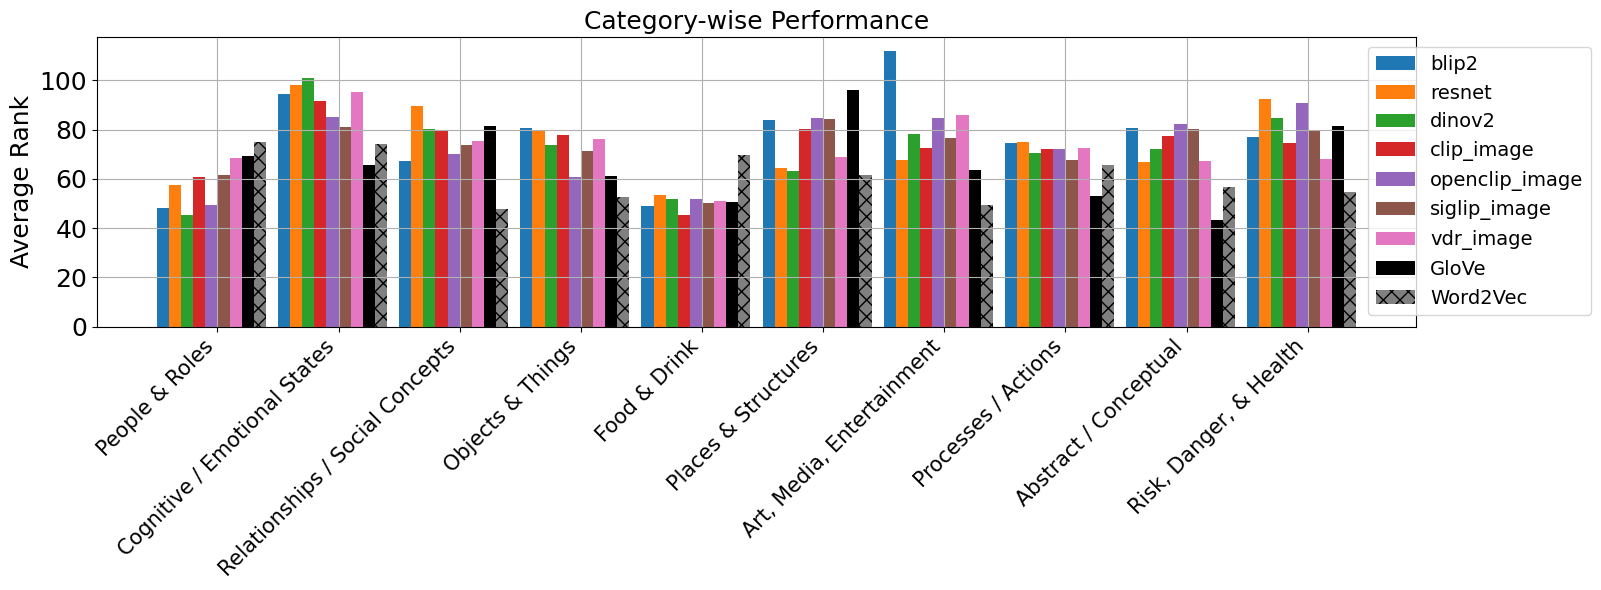 Category-wise Performance
Average Rank
100
80
60
40
20
0
People & Roles
Cognitive / Emotional States
Relationships / Social Concepts
Objects & Things
Food & Drink
Places & Structures
Art, Media, Entertainment
Processes / Actions
Abstract / Conceptual
Risk, Danger, & Health
blip2
resnet
dinov2
clip_image
openclip_image
siglip_image
vdr_image
GloVe
Word2Vec